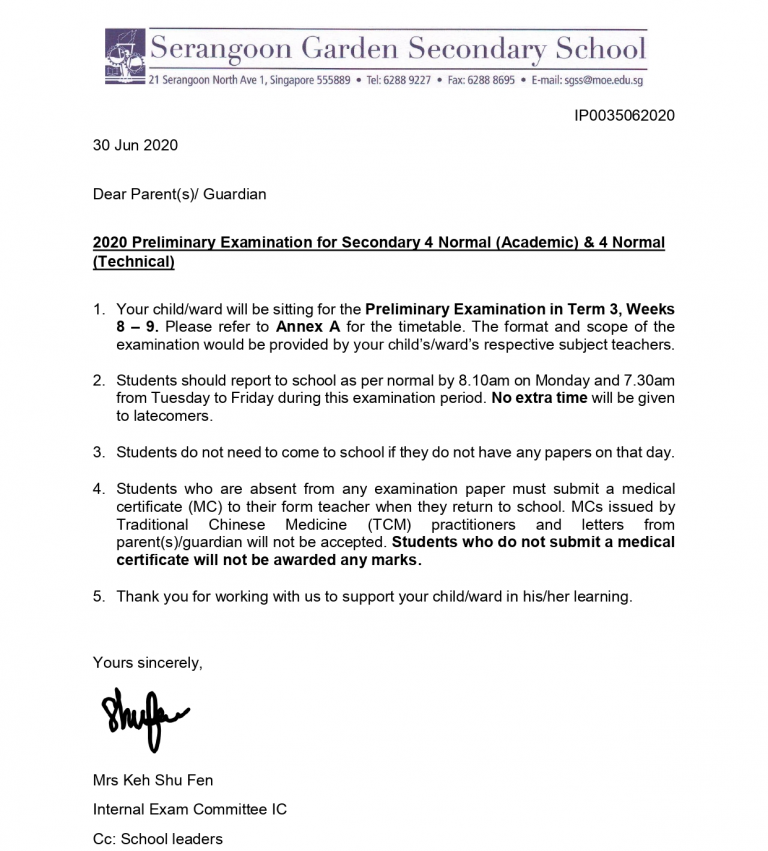 Serangoon Garden Secondary School
21 Serangoon North Ave 1, Singapore 555889 • Tel: 6288 9227 • Fax: 6288 8695 • E-mail: sgss@moe.edu.sg
IP0035062020
30 Jun 2020
Dear Parent(s)/ Guardian
2020 Preliminary Examination for Secondary 4 Normal (Academic) & 4 Normal
(Technical)
1. Your child/ward will be sitting for the Preliminary Examination in Term 3, Weeks
8 – 9. Please refer to Annex A for the timetable. The format and scope of the
examination would be provided by your child's/ward's respective subject teachers.
2. Students should report to school as per normal by 8.10am on Monday and 7.30am
from Tuesday to Friday during this examination period. No extra time will be given
to latecomers.
3. Students do not need to come to school if they do not have any papers on that day.
4. Students who are absent from any examination paper must submit a medical
certificate (MC) to their form teacher when they return to school. MCs issued by
Traditional Chinese Medicine (TCM) practitioners and letters from
parent(s)/guardian will not be accepted. Students who do not submit a medical
certificate will not be awarded any marks.
5. Thank you for working with us to support your child/ward in his/her learning.
Yours sincerely,
Shufen
Mrs Keh Shu Fen
Internal Exam Committee IC
Cc: School leaders